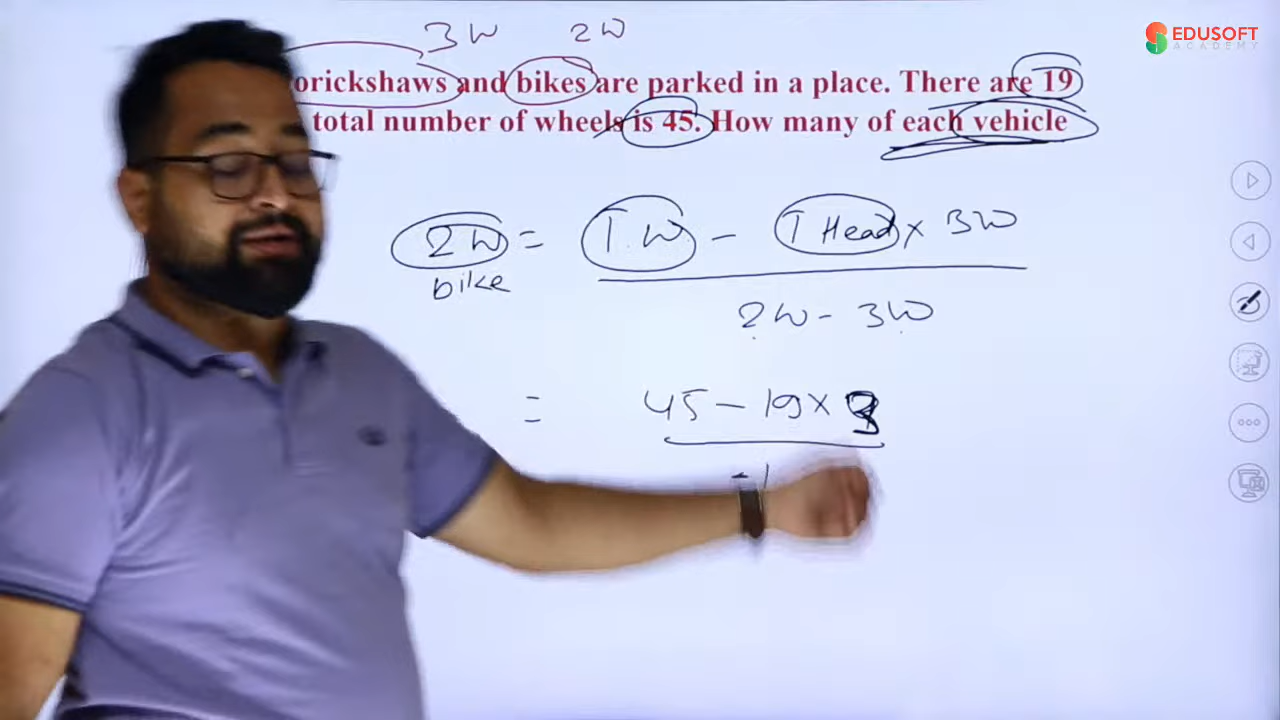 3W 2W
EDUSOFT
ACADEMY
orickshaws and bikes are parked in a place. There are 19
total number of wheels is 45. How many of each vehicle
2W = T.W - T Head x 3W
bike
2W - 3W
= 45 - 19 x 3
-1